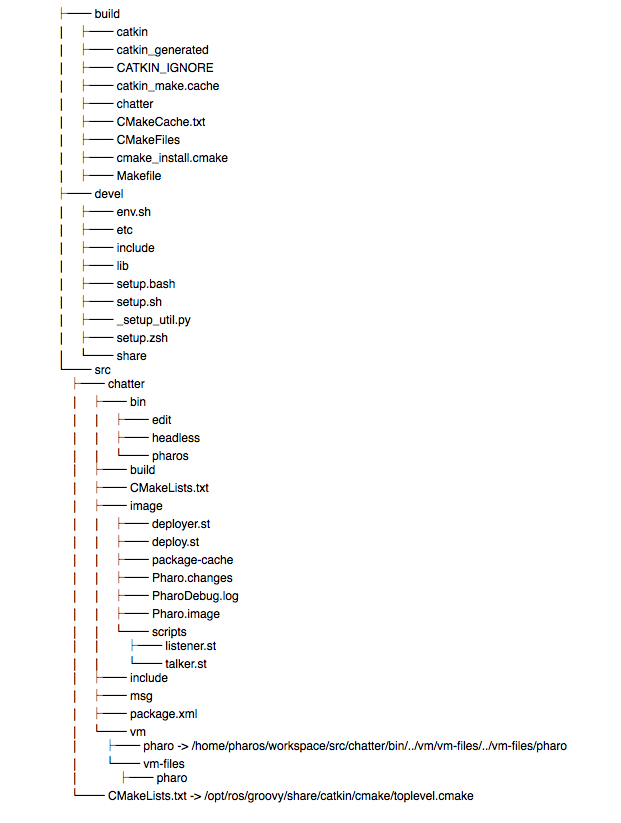 ├── build
│ ├── catkin
│ ├── catkin_generated
│ ├── CATKIN_IGNORE
│ ├── catkin_make.cache
│ ├── chatter
│ ├── CMakeCache.txt
│ ├── CMakeFiles
│ ├── cmake_install.cmake
│ ├── Makefile
├── devel
│ ├── env.sh
│ ├── etc
│ ├── include
│ ├── lib
│ ├── setup.bash
│ ├── setup.sh
│ ├── _setup_util.py
│ ├── setup.zsh
│ └── share
└── src
├── chatter
│ ├── bin
│ │ ├── edit
│ │ ├── headless
│ │ └── pharos
│ ├── build
│ ├── CMakeLists.txt
│ ├── image
│ │ ├── deployer.st
│ │ ├── deploy.st
│ │ ├── package-cache
│ │ ├── Pharo.changes
│ │ ├── PharoDebug.log
│ │ ├── Pharo.image
│ │ └── scripts
│ │ ├── listener.st
│ │ └── talker.st
│ ├── include
│ ├── msg
│ ├── package.xml
│ └── vm
│ ├── pharo -> /home/pharos/workspace/src/chatter/bin/../vm/vm-files/../vm-files/pharo
│ └── vm-files
│ ├── pharo
└── CMakeLists.txt -> /opt/ros/groovy/share/catkin/cmake/toplevel.cmake